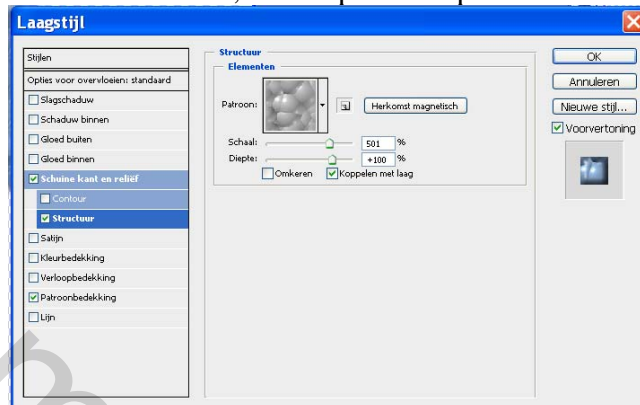 Laagstijl
Stijlen
Opties voor overvloeien: standaard
Slagschaduw
Schaduw binnen
Gloed buiten
Gloed binnen
Schuine kant en reliëf
Contour
Structuur
Satijn
Kleurbedekking
Verloopbedekking
Patroonbedekking
Lijn
Structuur
Elementen
Patroon:
Herkomst magnetisch
Schaal: 501 %
Diepte: +100 %
Omkeren Koppelen met laag
OK
Annuleren
Nieuwe stijl...
Voorvertoning